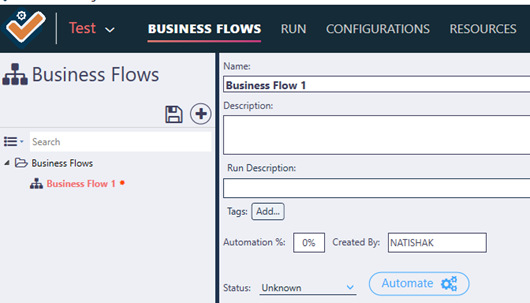 Test BUSINESS FLOWS RUN CONFIGURATIONS RESOURCES
Business Flows
Search
Business Flows
Business Flow 1
Name:
Business Flow 1
Description:
Run Description:
Tags: Add...
Automation %: 0% Created By: NATISHAK
Status: Unknown Automate